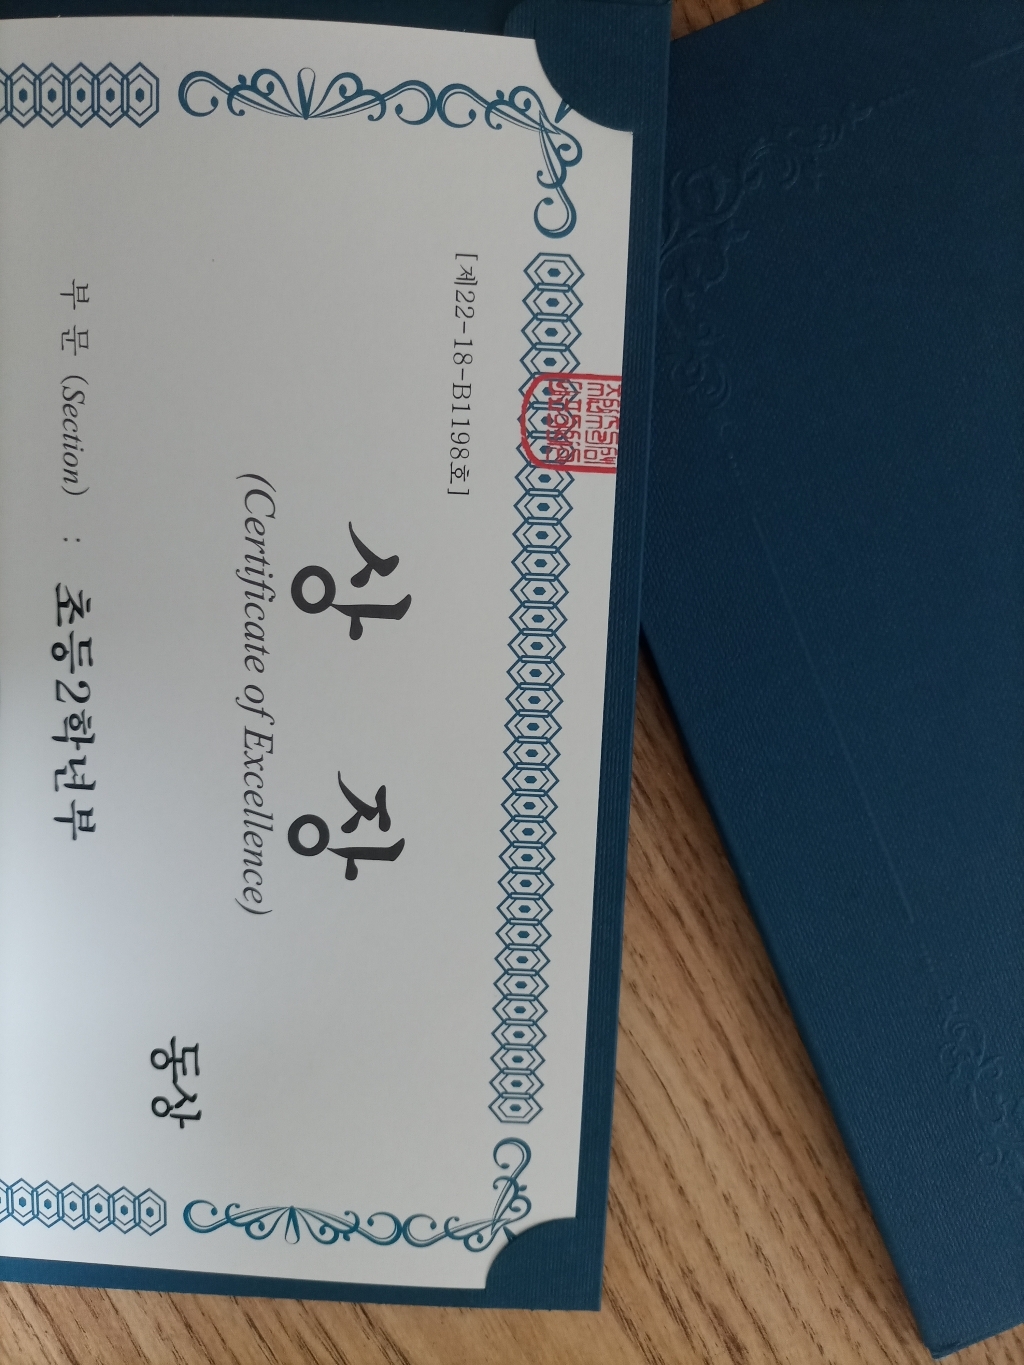 [제22-18-B1198호]
상 장
(Certificate of Excellence)
동상
부 문 (Section) : 초등2학년부